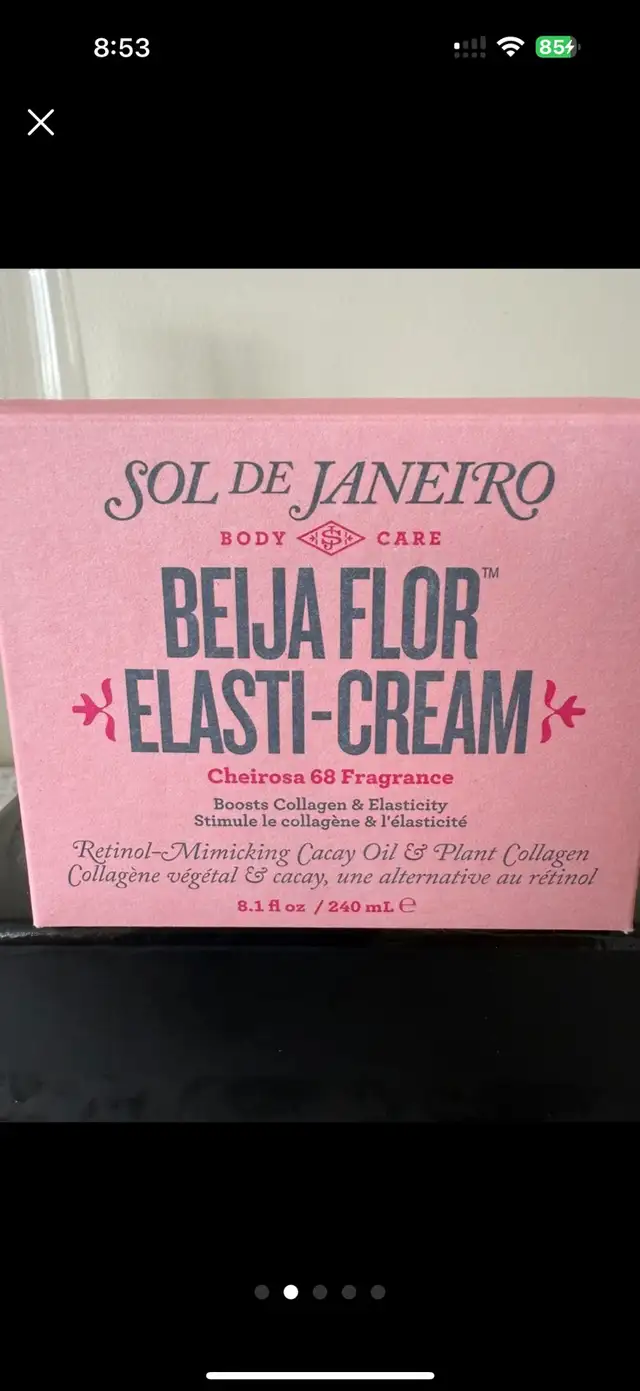 8:53
85
SOL DE JANEIRO
BODY CARE
BEIJA FLOR™
ELASTI-CREAM
Cheirosa 68 Fragrance
Boosts Collagen & Elasticity
Stimule le collagène & l'élasticité
Retinol-Mimicking Cacay Oil & Plant Collagen
Collagène végétal & cacay, une alternative au rétinol
8.1 fl oz / 240 mL ℮